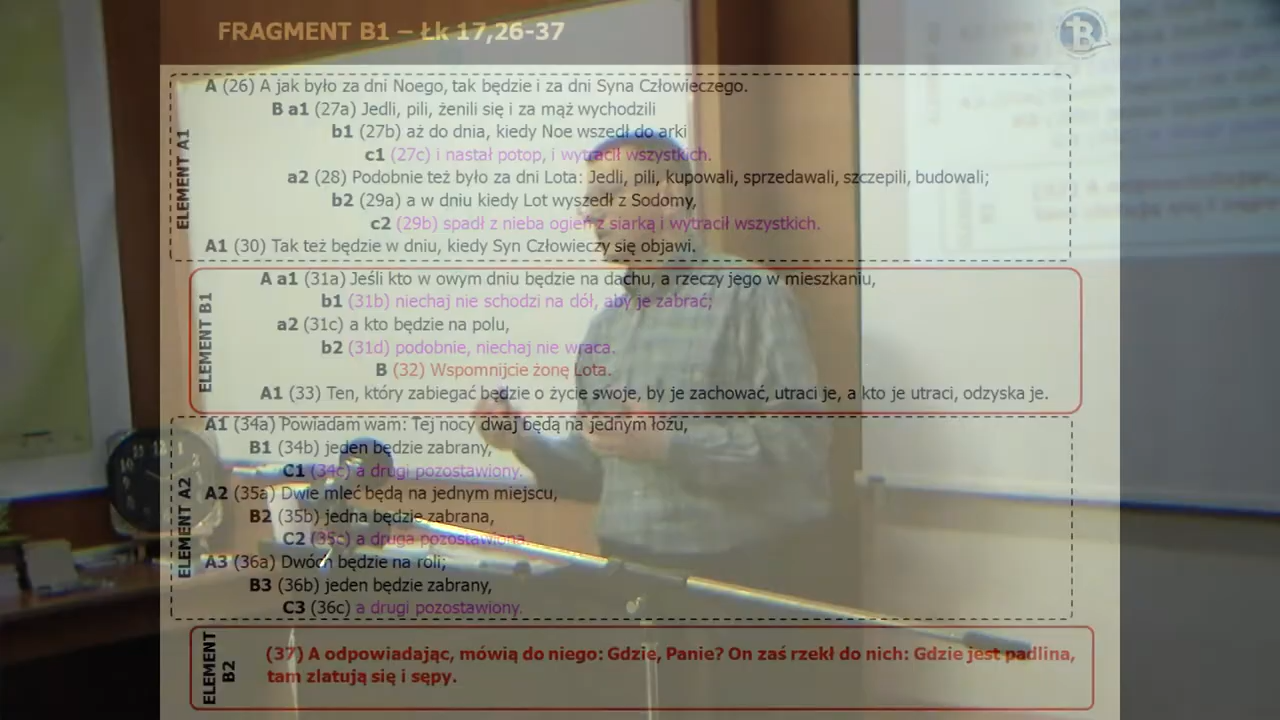 FRAGMENT B1 – Łk 17,26-37
ELEMENT A1
A (26) A jak było za dni Noego, tak będzie i za dni Syna Człowieczego.
B a1 (27a) Jedli, pili, żenili się i za mąż wychodzili
b1 (27b) aż do dnia, kiedy Noe wszedł do arki
c1 (27c) i nastał potop, i wytracił wszystkich.
a2 (28) Podobnie też było za dni Lota: Jedli, pili, kupowali, sprzedawali, szczepili, budowali;
b2 (29a) a w dniu kiedy Lot wyszedł z Sodomy,
c2 (29b) spadł z nieba ogień z siarką i wytracił wszystkich.
A1 (30) Tak też będzie w dniu, kiedy Syn Człowieczy się objawi.
ELEMENT B1
A a1 (31a) Jeśli kto w owym dniu będzie na dachu, a rzeczy jego w mieszkaniu,
b1 (31b) niechaj nie schodzi na dół, aby je zabrać;
a2 (31c) a kto będzie na polu,
b2 (31d) podobnie, niechaj nie wraca.
B (32) Wspomnijcie żonę Lota.
A1 (33) Ten, który zabiegać będzie o życie swoje, by je zachować, utraci je, a kto je utraci, odzyska je.
ELEMENT A2
A1 (34a) Powiadam wam: Tej nocy dwaj będą na jednym łożu,
B1 (34b) jeden będzie zabrany,
C1 (34c) a drugi pozostawiony.
A2 (35a) Dwie mleć będą na jednym miejscu,
B2 (35b) jedna będzie zabrana,
C2 (35c) a druga pozostawiona.
A3 (36a) Dwóch będzie na roli;
B3 (36b) jeden będzie zabrany,
C3 (36c) a drugi pozostawiony.
ELEMENT B2
(37) A odpowiadając, mówią do niego: Gdzie, Panie? On zaś rzekł do nich: Gdzie jest padlina,
tam zlatują się i sępy.